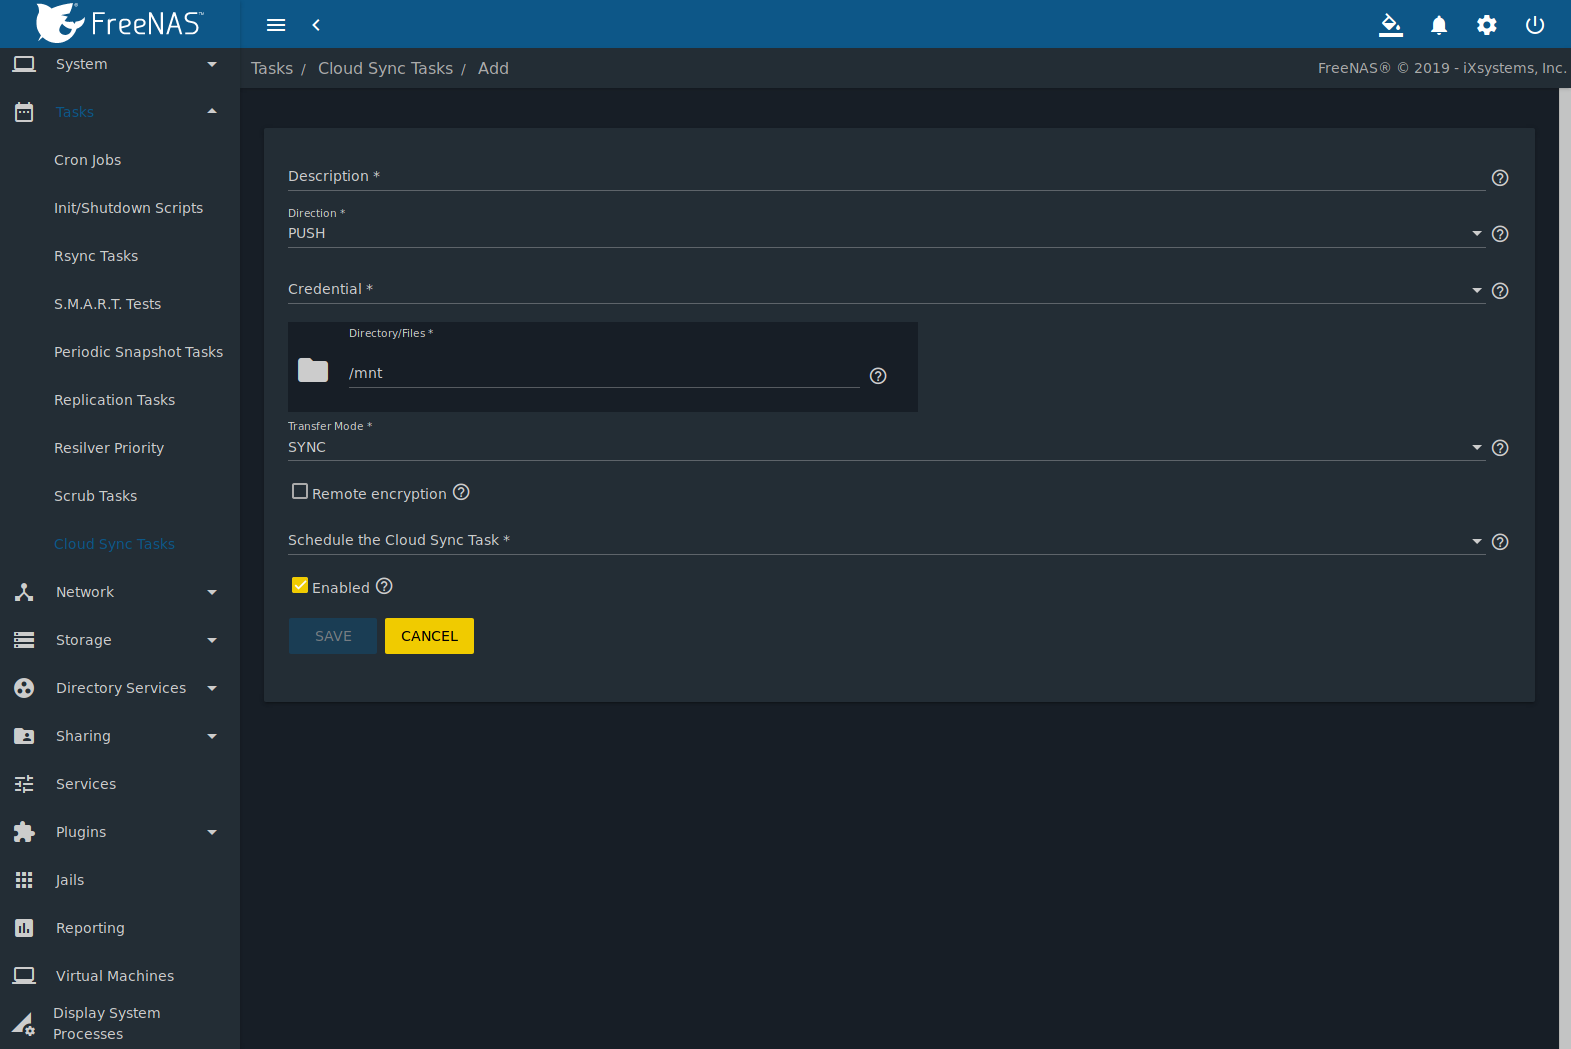 FreeNAS™
System
Tasks
Cron Jobs
Init/Shutdown Scripts
Rsync Tasks
S.M.A.R.T. Tests
Periodic Snapshot Tasks
Replication Tasks
Resilver Priority
Scrub Tasks
Cloud Sync Tasks
Network
Storage
Directory Services
Sharing
Services
Plugins
Jails
Reporting
Virtual Machines
Display System
Processes
Tasks / Cloud Sync Tasks / Add
FreeNAS® © 2019 - iXsystems, Inc.
Description *
Direction *
PUSH
Credential *
Directory/Files *
/mnt
Transfer Mode *
SYNC
Remote encryption
Schedule the Cloud Sync Task *
Enabled
SAVE CANCEL